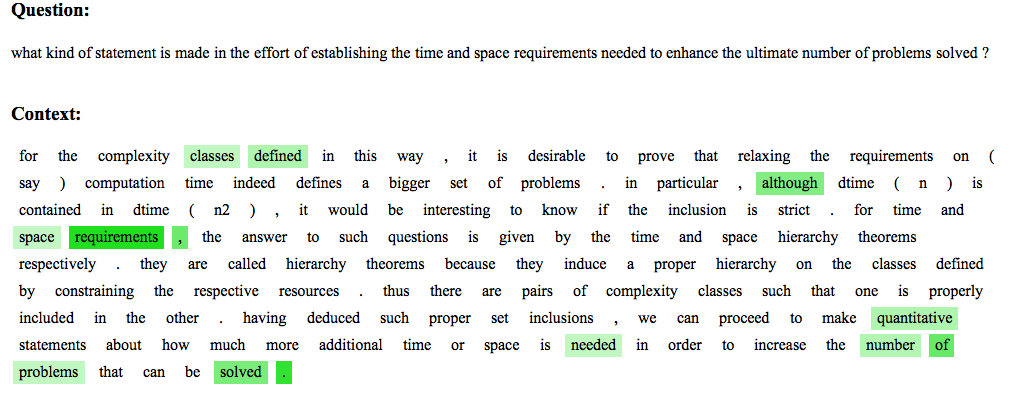 Question:
what kind of statement is made in the effort of establishing the time and space requirements needed to enhance the ultimate number of problems solved ?
Context:
for the complexity classes defined in this way , it is desirable to prove that relaxing the requirements on (
say ) computation time indeed defines a bigger set of problems . in particular , although dtime ( n ) is
contained in dtime ( n2 ) , it would be interesting to know if the inclusion is strict . for time and
space requirements , the answer to such questions is given by the time and space hierarchy theorems
respectively . they are called hierarchy theorems because they induce a proper hierarchy on the classes defined
by constraining the respective resources . thus there are pairs of complexity classes such that one is properly
included in the other . having deduced such proper set inclusions , we can proceed to make quantitative
statements about how much more additional time or space is needed in order to increase the number of
problems that can be solved .